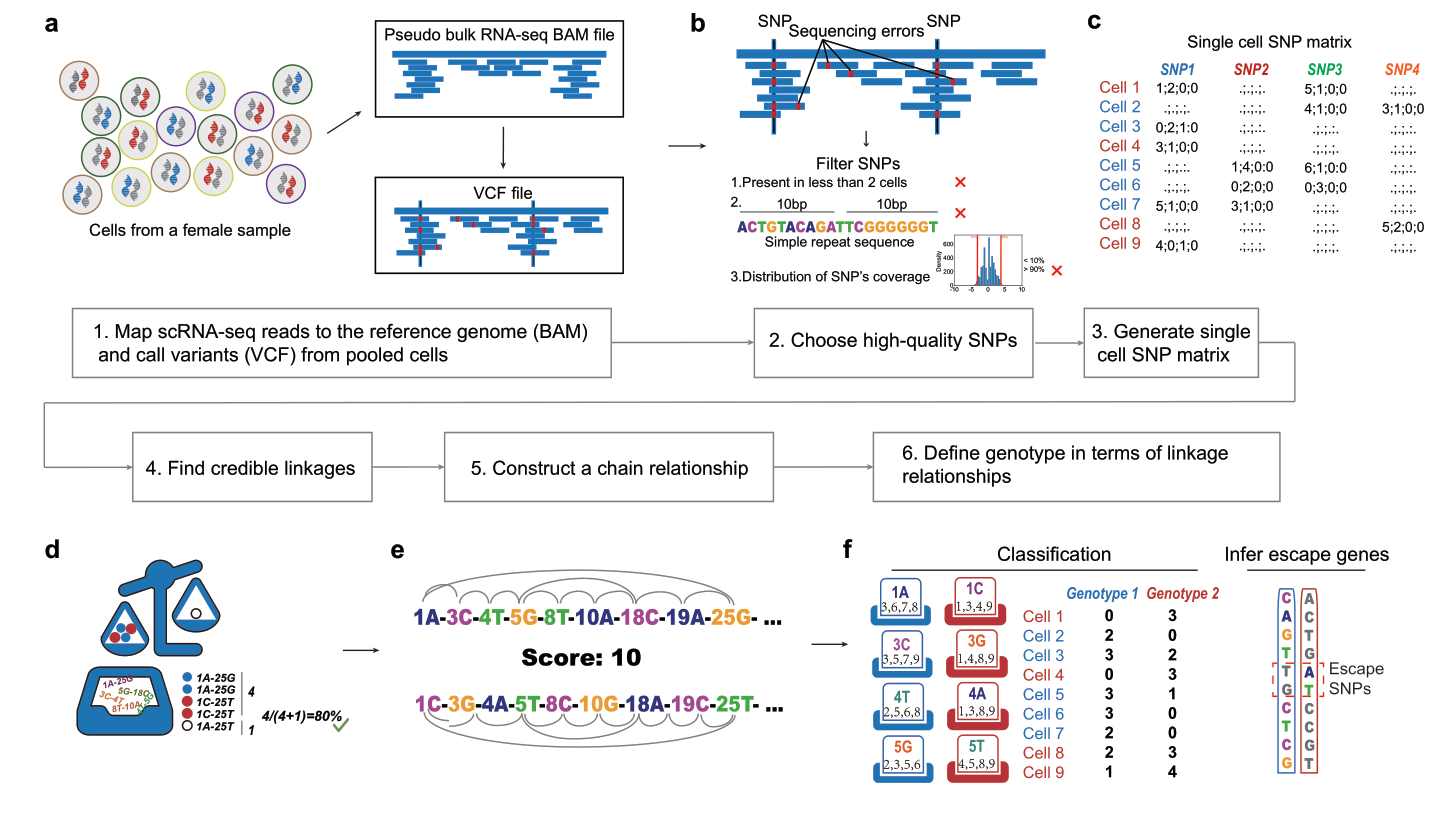 a
Pseudo bulk RNA-seq BAM file
VCF file
Cells from a female sample
b
SNP
SNP
Sequencing errors
Filter SNPs
1.Present in less than 2 cells
2.
10bp
10bp
ACTGTACAGATTCGGGGGGT
Simple repeat sequence
3.Distribution of SNP's coverage
Density
600
400
200
0
-10
-5
0
5
10
< 10%
> 90%
c
Single cell SNP matrix
SNP1 SNP2 SNP3 SNP4
Cell 1 1;2;0;0 .;.;.;. 5;1;0;0 .;.;.;.
Cell 2 .;.;.;. .;.;.;. 4;1;0;0 3;1;0;0
Cell 3 0;2;1;0 .;.;.;. .;.;.;. .;.;.;.
Cell 4 3;1;0;0 .;.;.;. .;.;.;. .;.;.;.
Cell 5 .;.;.;. 1;4;0;0 6;1;0;0 .;.;.;.
Cell 6 .;.;.;. 0;2;0;0 0;3;0;0 .;.;.;.
Cell 7 5;1;0;0 3;1;0;0 .;.;.;. .;.;.;.
Cell 8 .;.;.;. .;.;.;. .;.;.;. 5;2;0;0
Cell 9 4;0;1;0 .;.;.;. .;.;.;. .;.;.;.
1. Map scRNA-seq reads to the reference genome (BAM)
and call variants (VCF) from pooled cells
2. Choose high-quality SNPs
3. Generate single
cell SNP matrix
4. Find credible linkages
5. Construct a chain relationship
6. Define genotype in terms of linkage
relationships
d
1A-25G
5G-18C
3C-4T
8T-10A
1A-25G
1A-25G
1C-25T
1C-25T
1A-25T
4
1
4/(4+1)=80%
e
1A-3C-4T-5G-8T-10A-18C-19A-25G- ...
Score: 10
1C-3G-4A-5T-8C-10G-18A-19C-25T- ...
f
Classification
1A
3,6,7,8
1C
1,3,4,9
3C
3,5,7,9
3G
1,4,8,9
4T
2,5,6,8
4A
1,3,8,9
5G
2,3,5,6
5T
4,5,8,9
Genotype 1 Genotype 2
Cell 1 0 3
Cell 2 2 0
Cell 3 3 2
Cell 4 0 3
Cell 5 3 1
Cell 6 3 0
Cell 7 2 0
Cell 8 2 3
Cell 9 1 4
Infer escape genes
C A
A C
G T
T G
T A
G T
C C
T C
C G
G T
Escape
SNPs